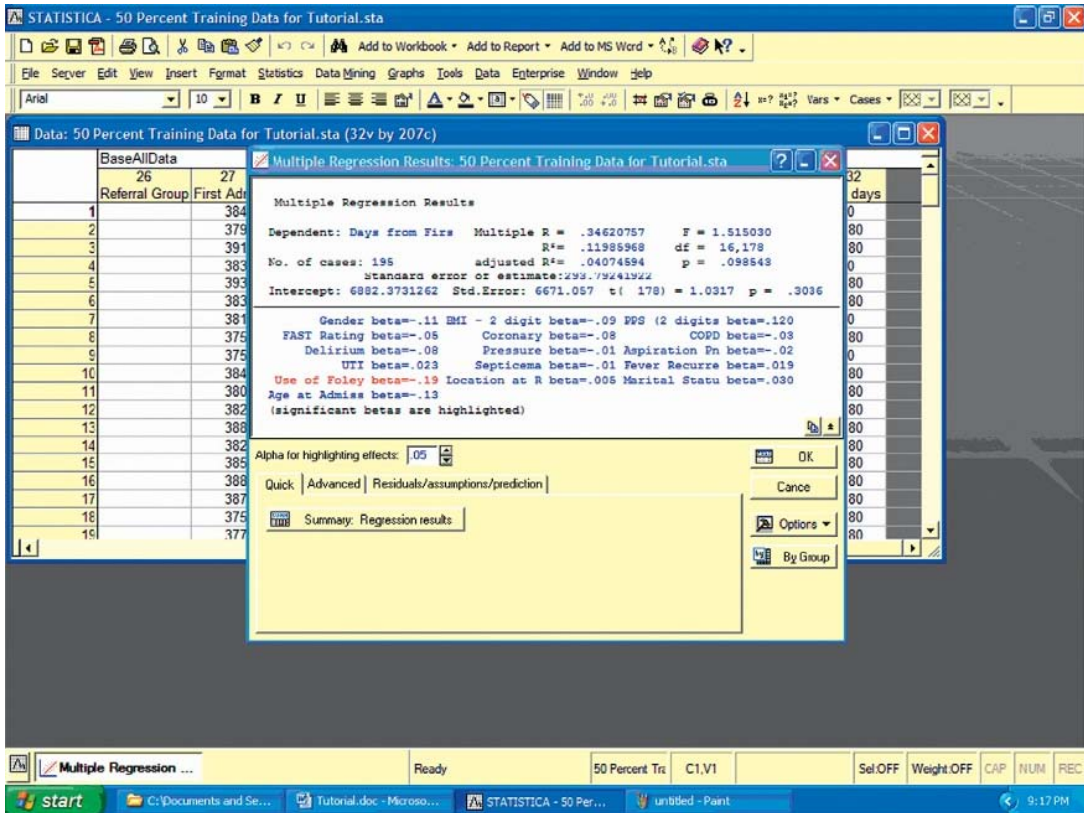 STATISTICA - 50 Percent Training Data for Tutorial.sta
Add to Workbook Add to Report Add to MS Word
File Server Edit View Insert Format Statistics Data Mining Graphs Tools Data Enterprise Window Help
Arial 10 B I U Vars Cases
Data: 50 Percent Training Data for Tutorial.sta (32v by 207c)
BaseAllData
26 27 32
Referral Group First Adm days
1 384 0
2 379 80
3 391 80
4 383 0
5 393 80
6 383 80
7 381 0
8 375 80
9 375 0
10 384 80
11 380 80
12 382 80
13 388 80
14 382 80
15 385 80
16 388 80
17 387 80
18 375 80
19 377 80
Multiple Regression Results: 50 Percent Training Data for Tutorial.sta
Multiple Regression Results
Dependent: Days from Firs Multiple R = .34620757 F = 1.515030
R²= .11985968 df = 16,178
No. of cases: 195 adjusted R²= .04074594 p = .098543
Standard error of estimate:293.79241922
Intercept: 6882.3731262 Std.Error: 6671.057 t( 178) = 1.0317 p = .3036
Gender beta=-.11 BMI - 2 digit beta=-.09 PPS (2 digits beta=.120
FAST Rating beta=-.05 Coronary beta=-.08 COPD beta=-.03
Delirium beta=-.08 Pressure beta=-.01 Aspiration Pn beta=-.02
UTI beta=.023 Septicema beta=-.01 Fever Recurre beta=.019
Use of Foley beta=-.19 Location at R beta=.005 Marital Statu beta=.030
Age at Admiss beta=-.13
(significant betas are highlighted)
Alpha for highlighting effects: .05
OK
Quick Advanced Residuals/assumptions/prediction
Cance
Summary: Regression results
Options
By Group
Multiple Regression ... Ready 50 Percent Tra C1,V1 Sel:OFF Weight:OFF CAP NUM REC
start C:\Documents and Se... Tutorial.doc - Microso... STATISTICA - 50 Per... untitled - Paint 9:17 PM